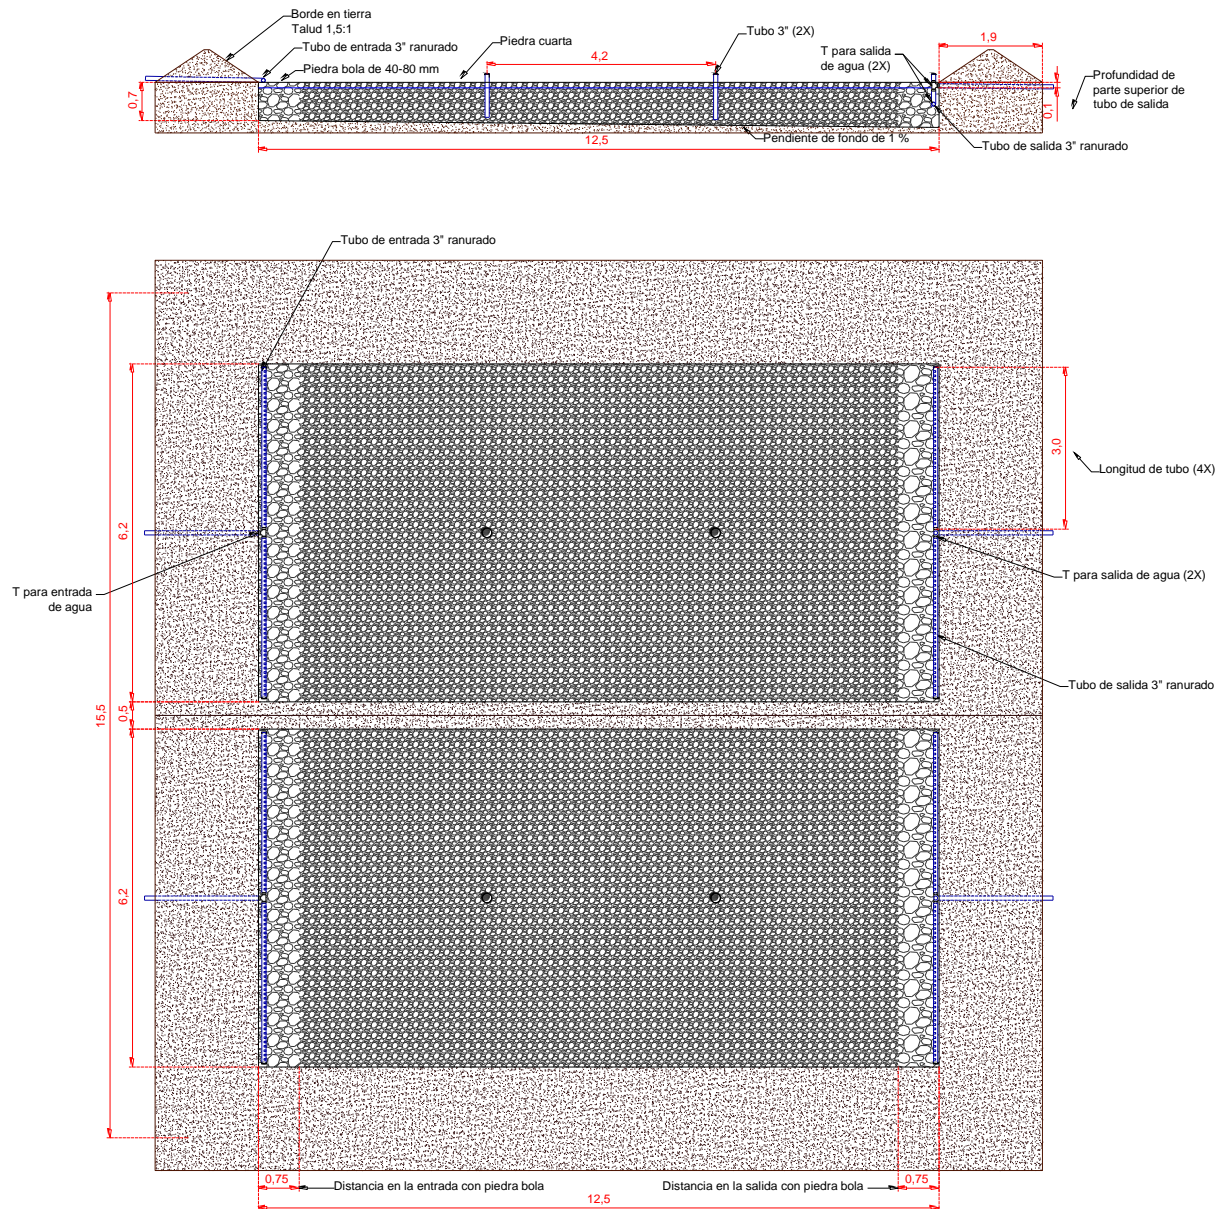 Borde en tierra
Talud 1,5:1
Tubo de entrada 3" ranurado
Piedra bola de 40-80 mm
Piedra cuarta
4,2
Tubo 3" (2X)
T para salida
de agua (2X)
1,9
Profundidad de
parte superior de
tubo de salida
0,7
0,1
12,5
Pendiente de fondo de 1 %
Tubo de salida 3" ranurado
Tubo de entrada 3" ranurado
3,0
Longitud de tubo (4X)
6,2
T para entrada
de agua
T para salida de agua (2X)
Tubo de salida 3" ranurado
15,5
0,5
6,2
0,75
Distancia en la entrada con piedra bola
Distancia en la salida con piedra bola
0,75
12,5